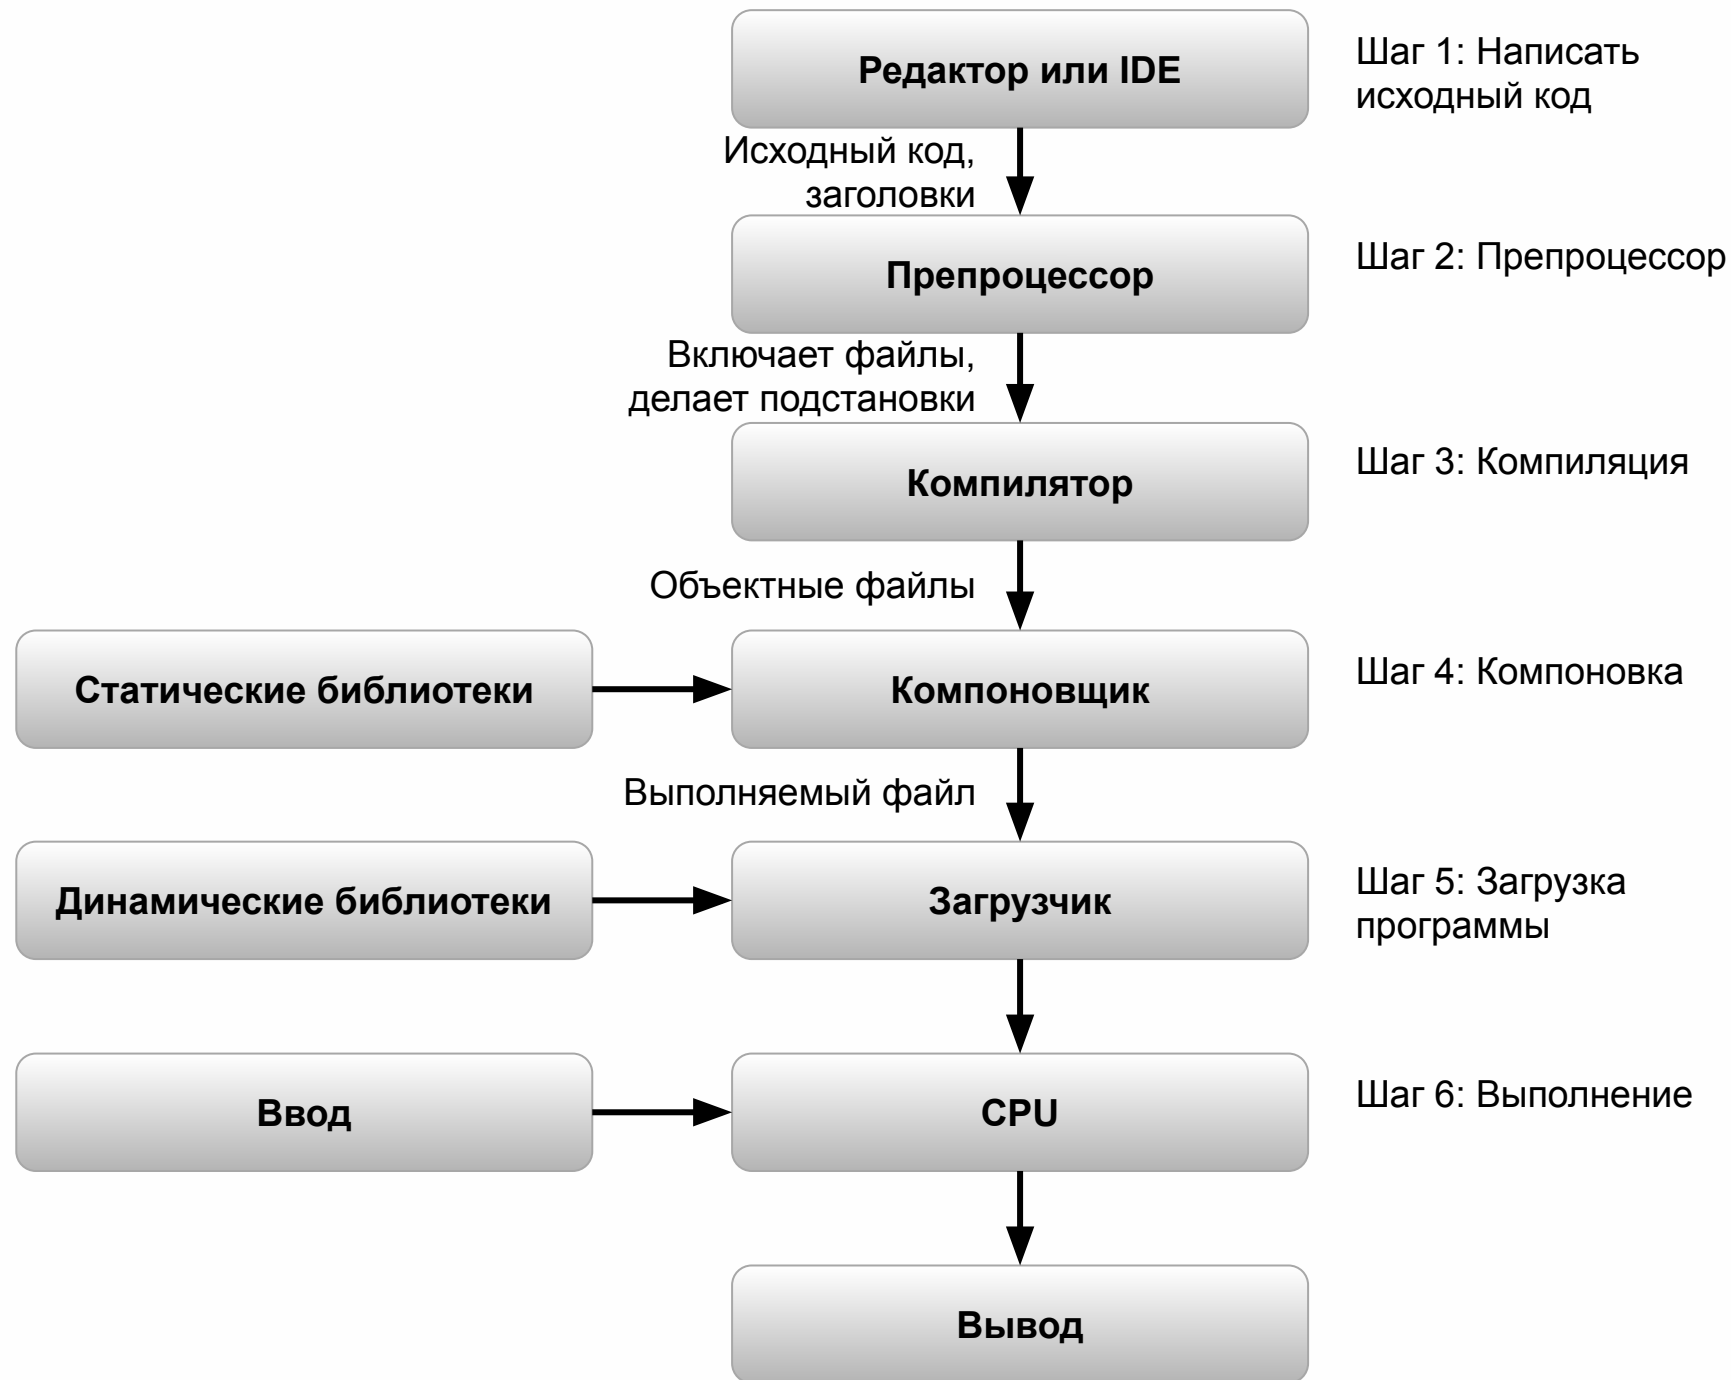 Редактор или IDE
Шаг 1: Написать
исходный код
Исходный код,
заголовки
Препроцессор
Шаг 2: Препроцессор
Включает файлы,
делает подстановки
Компилятор
Шаг 3: Компиляция
Объектные файлы
Статические библиотеки
Компоновщик
Шаг 4: Компоновка
Выполняемый файл
Динамические библиотеки
Загрузчик
Шаг 5: Загрузка
программы
Ввод
CPU
Шаг 6: Выполнение
Вывод